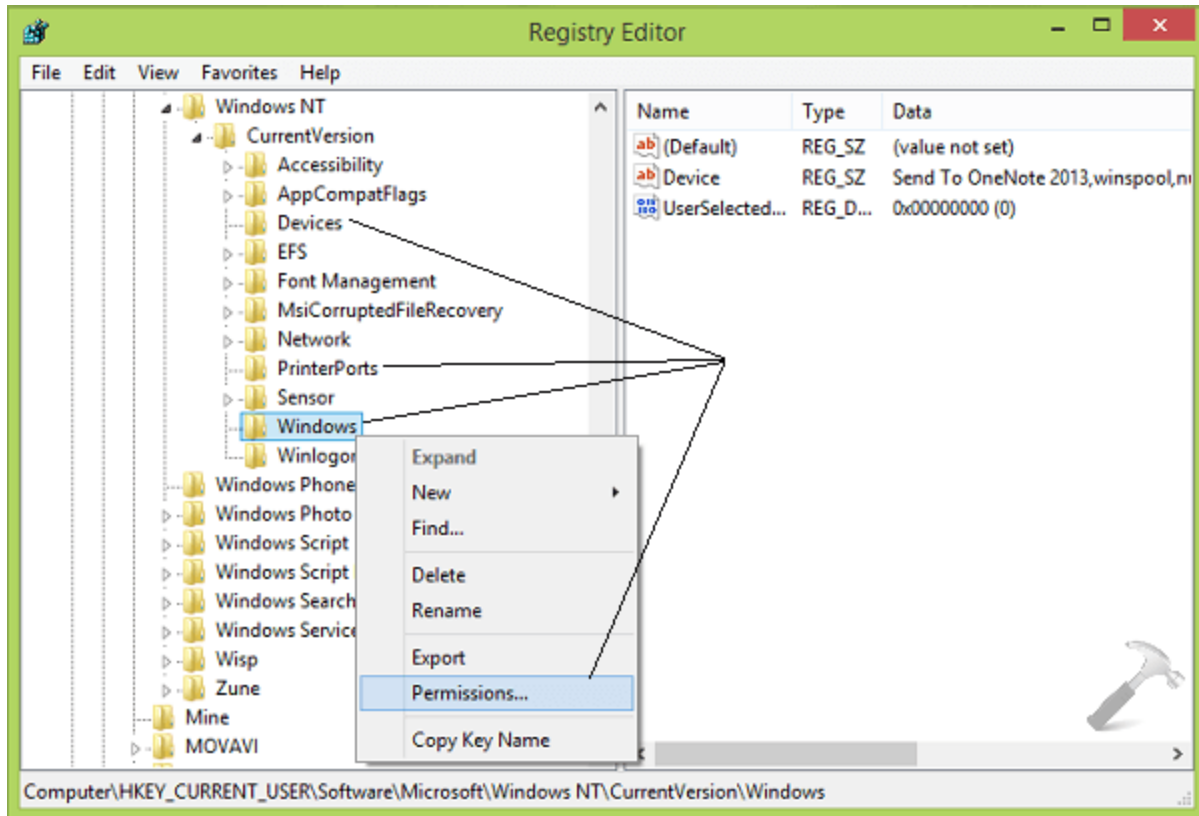 Registry Editor
File Edit View Favorites Help
Windows NT
CurrentVersion
Accessibility
AppCompatFlags
Devices
EFS
Font Management
MsiCorruptedFileRecovery
Network
PrinterPorts
Sensor
Windows
Winlogon
Windows Phone
Windows Photo
Windows Script
Windows Script
Windows Search
Windows Service
Wisp
Zune
Mine
MOVAVI
Name Type Data
(Default) REG_SZ (value not set)
Device REG_SZ Send To OneNote 2013,winspool,nu
UserSelected... REG_D... 0x00000000 (0)
Expand
New
Find...
Delete
Rename
Export
Permissions...
Copy Key Name
Computer\HKEY_CURRENT_USER\Software\Microsoft\Windows NT\CurrentVersion\Windows